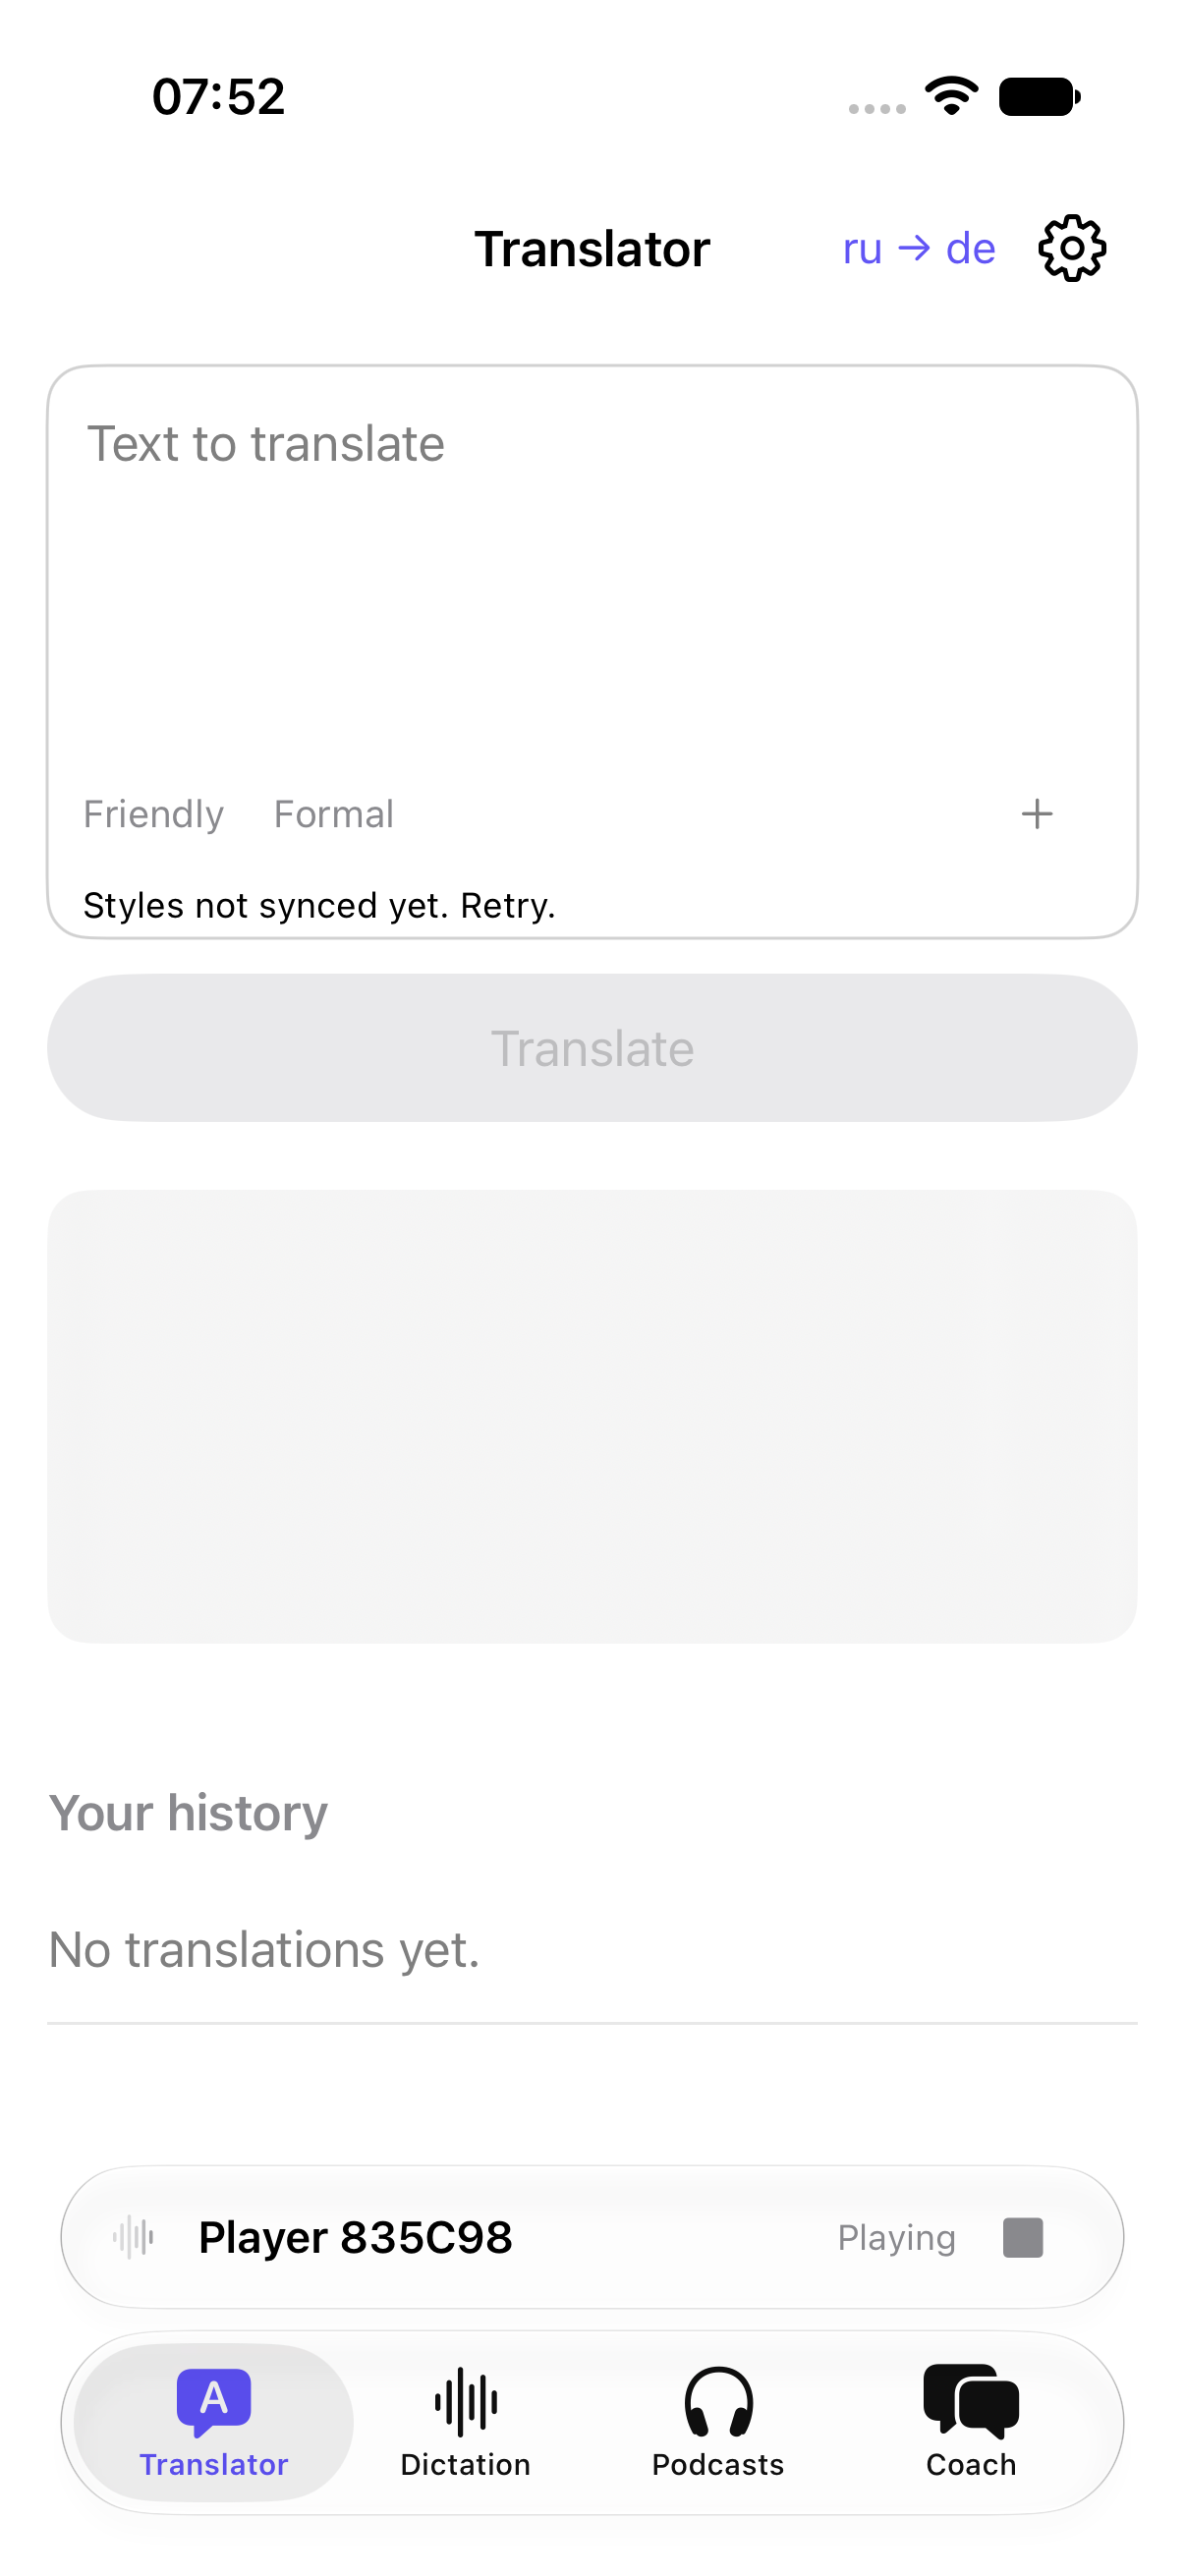 07:52
Translator
ru → de
Text to translate
Friendly Formal +
Styles not synced yet. Retry.
Translate
Your history
No translations yet.
Player 835C98 Playing
A
Translator Dictation Podcasts Coach